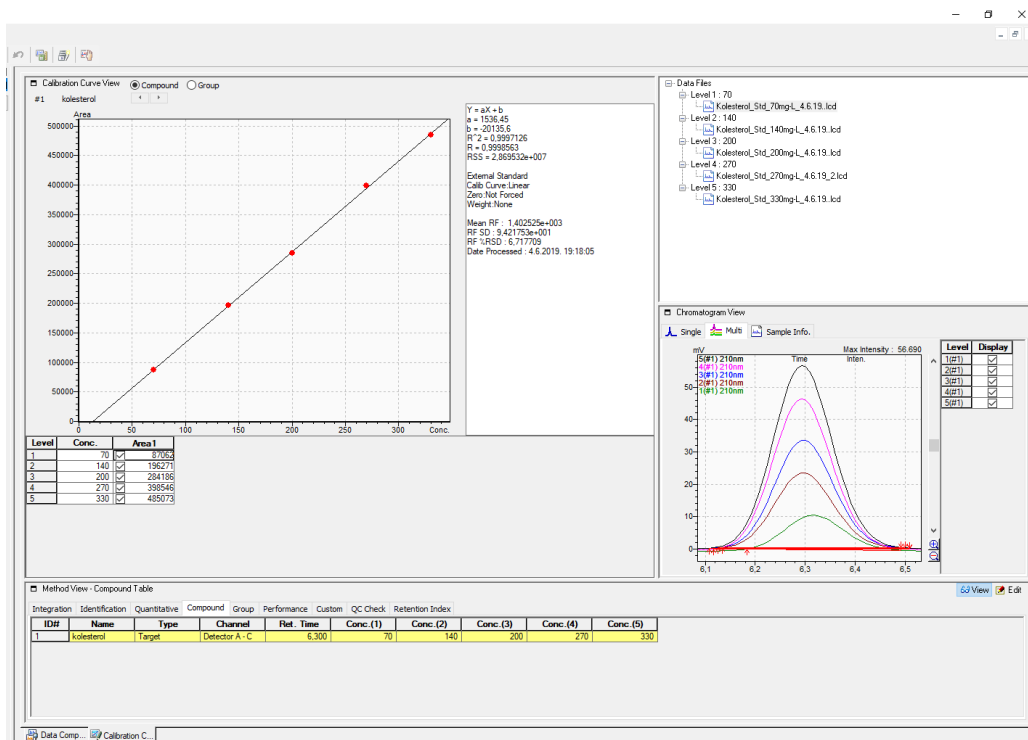 Calibration Curve View Compound Group
#1 kolesterol
Area
500000
450000
400000
350000
300000
250000
200000
150000
100000
50000
0
0 50 100 150 200 250 300 Conc.
Y = aX + b
a = 1536,45
b = -20135,6
R^2 = 0,9997126
R = 0,9998563
RSS = 2,869532e+007
External Standard
Calib Curve:Linear
Zero:Not Forced
Weight:None
Mean RF : 1,402525e+003
RF SD : 9,421753e+001
RF %RSD : 6,717709
Date Processed : 4.6.2019. 19:18:05
Level Conc. Area1
1 70 87062
2 140 196271
3 200 284186
4 270 398546
5 330 485073
Data Files
Level 1 : 70
Kolesterol_Std_70mg-L_4.6.19..lcd
Level 2 : 140
Kolesterol_Std_140mg-L_4.6.19..lcd
Level 3 : 200
Kolesterol_Std_200mg-L_4.6.19..lcd
Level 4 : 270
Kolesterol_Std_270mg-L_4.6.19_2.lcd
Level 5 : 330
Kolesterol_Std_330mg-L_4.6.19..lcd
Chromatogram View
Single Multi Sample Info.
mV Max Intensity : 56.690
5(#1) 210nm Time Inten.
4(#1) 210nm
3(#1) 210nm
2(#1) 210nm
1(#1) 210nm
50
40
30
20
10
0
6,1 6,2 6,3 6,4 6,5
Level Display
1(#1)
2(#1)
3(#1)
4(#1)
5(#1)
Method View - Compound Table View Edit
Integration Identification Quantitative Compound Group Performance Custom QC Check Retention Index
ID# Name Type Channel Ret. Time Conc.(1) Conc.(2) Conc.(3) Conc.(4) Conc.(5)
1 kolesterol Target Detector A - C 6,300 70 140 200 270 330
Data Comp... Calibration C...